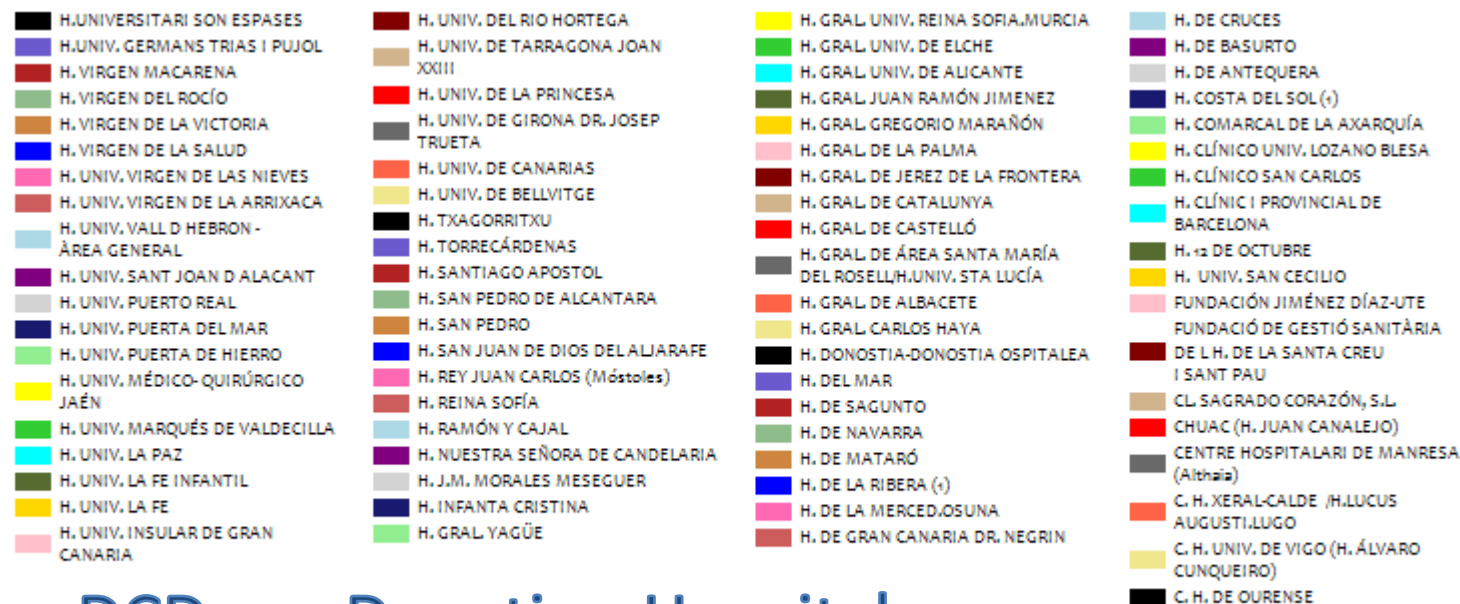 H.UNIVERSITARI SON ESPASES
H.UNIV. GERMANS TRIAS I PUJOL
H. VIRGEN MACARENA
H. VIRGEN DEL ROCÍO
H. VIRGEN DE LA VICTORIA
H. VIRGEN DE LA SALUD
H. UNIV. VIRGEN DE LAS NIEVES
H. UNIV. VIRGEN DE LA ARRIXACA
H. UNIV. VALL D HEBRON -
ÀREA GENERAL
H. UNIV. SANT JOAN D ALACANT
H. UNIV. PUERTO REAL
H. UNIV. PUERTA DEL MAR
H. UNIV. PUERTA DE HIERRO
H. UNIV. MÉDICO- QUIRÚRGICO
JAÉN
H. UNIV. MARQUÉS DE VALDECILLA
H. UNIV. LA PAZ
H. UNIV. LA FE INFANTIL
H. UNIV. LA FE
H. UNIV. INSULAR DE GRAN
CANARIA
H. UNIV. DEL RIO HORTEGA
H. UNIV. DE TARRAGONA JOAN
XXIII
H. UNIV. DE LA PRINCESA
H. UNIV. DE GIRONA DR. JOSEP
TRUETA
H. UNIV. DE CANARIAS
H. UNIV. DE BELLVITGE
H. TXAGORRITXU
H. TORRECÁRDENAS
H. SANTIAGO APOSTOL
H. SAN PEDRO DE ALCANTARA
H. SAN PEDRO
H. SAN JUAN DE DIOS DEL ALJARAFE
H. REY JUAN CARLOS (Móstoles)
H. REINA SOFÍA
H. RAMÓN Y CAJAL
H. NUESTRA SEÑORA DE CANDELARIA
H. J.M. MORALES MESEGUER
H. INFANTA CRISTINA
H. GRAL. YAGÜE
H. GRAL. UNIV. REINA SOFIA.MURCIA
H. GRAL. UNIV. DE ELCHE
H. GRAL. UNIV. DE ALICANTE
H. GRAL. JUAN RAMÓN JIMENEZ
H. GRAL. GREGORIO MARAÑÓN
H. GRAL. DE LA PALMA
H. GRAL. DE JEREZ DE LA FRONTERA
H. GRAL. DE CATALUNYA
H. GRAL. DE CASTELLÓ
H. GRAL. DE ÁREA SANTA MARÍA
DEL ROSELL/H.UNIV. STA LUCÍA
H. GRAL. DE ALBACETE
H. GRAL. CARLOS HAYA
H. DONOSTIA-DONOSTIA OSPITALEA
H. DEL MAR
H. DE SAGUNTO
H. DE NAVARRA
H. DE MATARÓ
H. DE LA RIBERA (1)
H. DE LA MERCED.OSUNA
H. DE GRAN CANARIA DR. NEGRIN
H. DE CRUCES
H. DE BASURTO
H. DE ANTEQUERA
H. COSTA DEL SOL (1)
H. COMARCAL DE LA AXARQUÍA
H. CLÍNICO UNIV. LOZANO BLESA
H. CLÍNICO SAN CARLOS
H. CLÍNIC I PROVINCIAL DE
BARCELONA
H. 12 DE OCTUBRE
H. UNIV. SAN CECILIO
FUNDACIÓN JIMÉNEZ DÍAZ-UTE
FUNDACIÓ DE GESTIÓ SANITÀRIA
DE L H. DE LA SANTA CREU
I SANT PAU
CL. SAGRADO CORAZÓN, S.L.
CHUAC (H. JUAN CANALEJO)
CENTRE HOSPITALARI DE MANRESA
(Althaia)
C. H. XERAL-CALDE /H.LUCUS
AUGUSTI.LUGO
C. H. UNIV. DE VIGO (H. ÁLVARO
CUNQUEIRO)
C. H. DE OURENSE